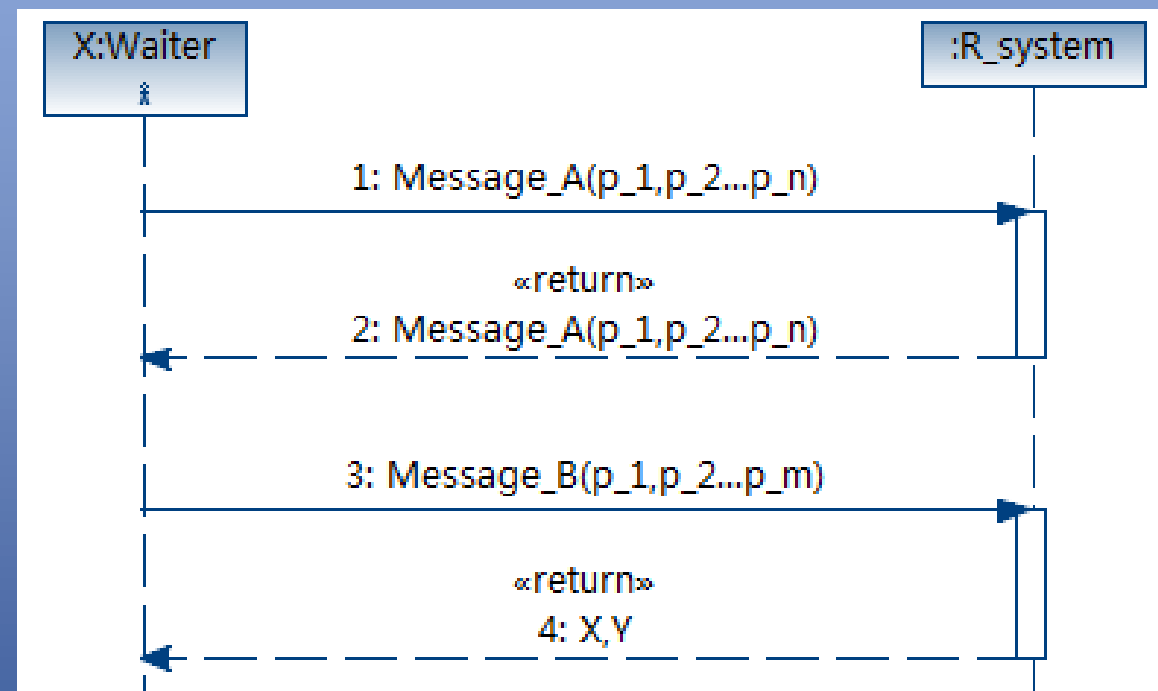 X:Waiter
:R_system
1: Message_A(p_1,p_2...p_n)
«return»
2: Message_A(p_1,p_2...p_n)
3: Message_B(p_1,p_2...p_m)
«return»
4: X,Y